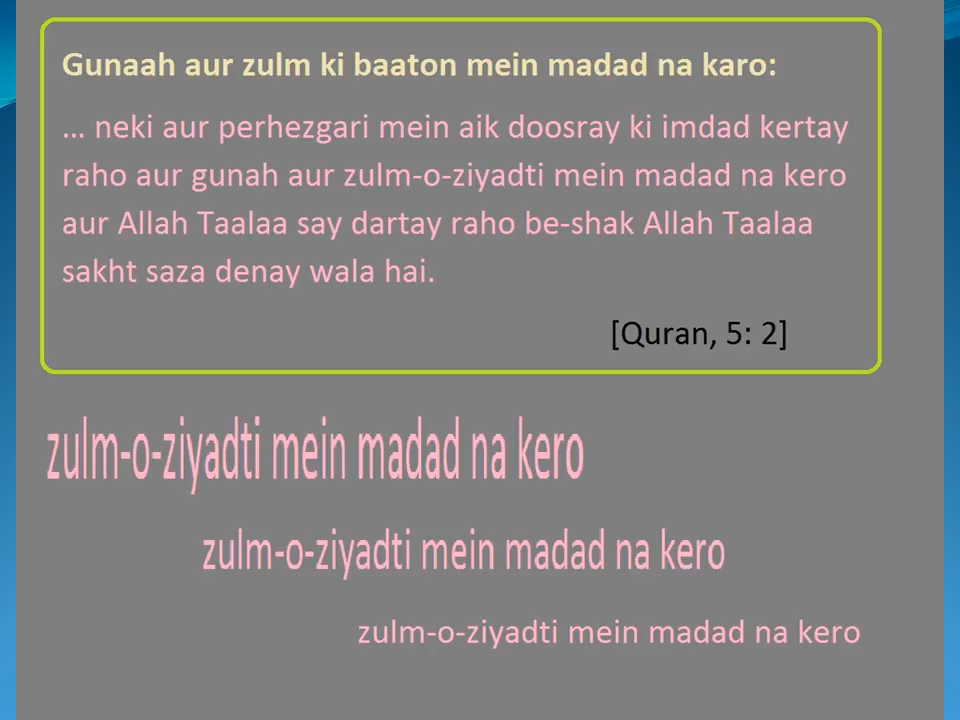 Gunaah aur zulm ki baaton mein madad na karo:
… neki aur perhezgari mein aik doosray ki imdad kertay
raho aur gunah aur zulm-o-ziyadti mein madad na kero
aur Allah Taalaa say dartay raho be-shak Allah Taalaa
sakht saza denay wala hai.
[Quran, 5: 2]
zulm-o-ziyadti mein madad na kero
zulm-o-ziyadti mein madad na kero
zulm-o-ziyadti mein madad na kero